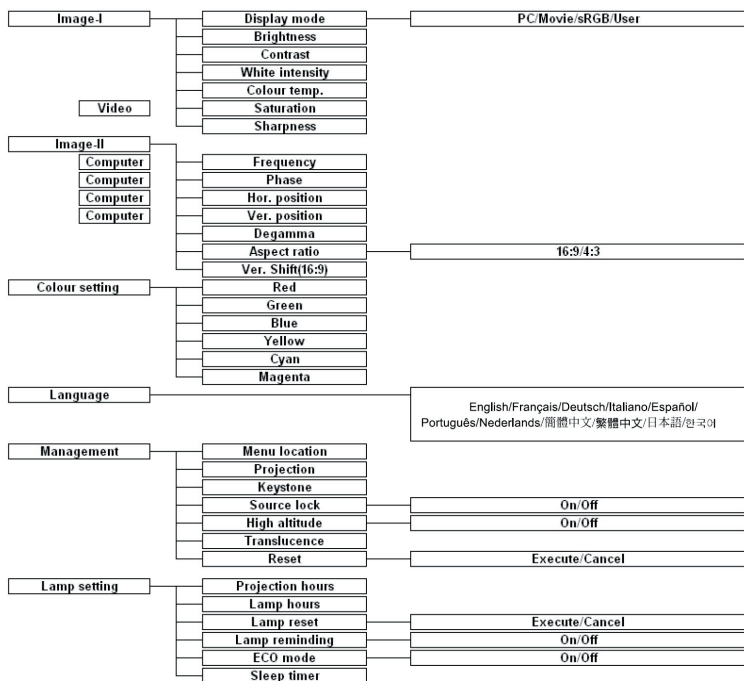 Image-I Display mode PC/Movie/sRGB/User
Brightness
Contrast
White intensity
Colour temp.
Video Saturation
Sharpness
Image-II
Computer Frequency
Computer Phase
Computer Hor. position
Computer Ver. position
Degamma
Aspect ratio 16:9/4:3
Ver. Shift(16:9)
Colour setting Red
Green
Blue
Yellow
Cyan
Magenta
Language
English/Français/Deutsch/Italiano/Español/
Português/Nederlands/簡體中文/繁體中文/日本語/한국어
Management Menu location
Projection
Keystone
Source lock On/Off
High altitude On/Off
Translucence
Reset Execute/Cancel
Lamp setting Projection hours
Lamp hours
Lamp reset Execute/Cancel
Lamp reminding On/Off
ECO mode On/Off
Sleep timer